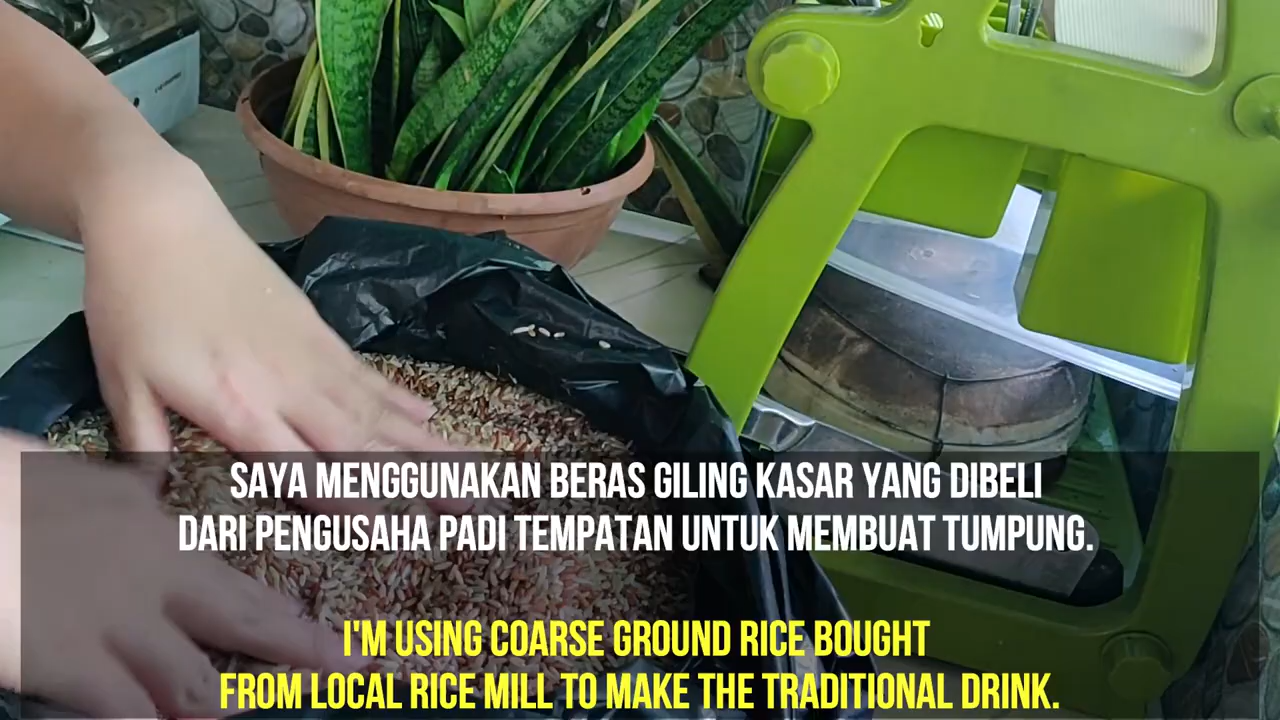 SAYA MENGGUNAKAN BERAS GILING KASAR YANG DIBELI
DARI PENGUSAHA PADI TEMPATAN UNTUK MEMBUAT TUMPUNG.
I'M USING COARSE GROUND RICE BOUGHT
FROM LOCAL RICE MILL TO MAKE THE TRADITIONAL DRINK.